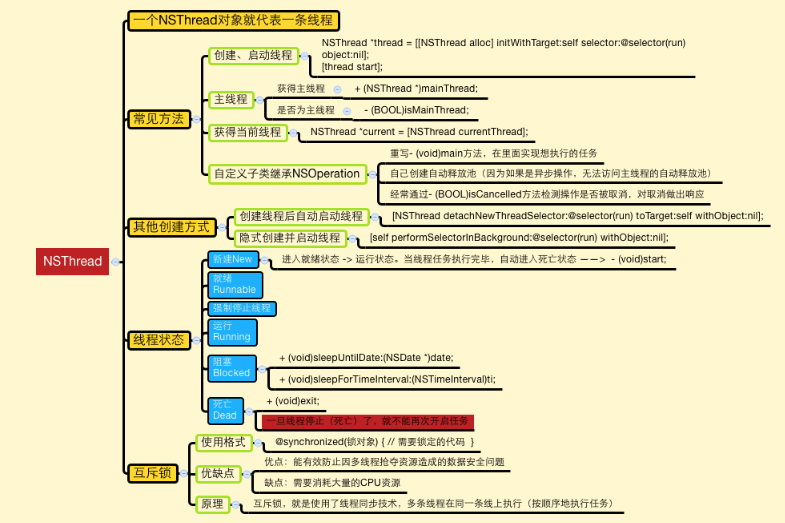 NSThread
一个NSThread对象就代表一条线程
常见方法
创建、启动线程
NSThread *thread = [[NSThread alloc] initWithTarget:self selector:@selector(run)
object:nil];
[thread start];
主线程
获得主线程
+ (NSThread *)mainThread;
是否为主线程
- (BOOL)isMainThread;
获得当前线程
NSThread *current = [NSThread currentThread];
自定义子类继承NSOperation
重写- (void)main方法，在里面实现想执行的任务
自己创建自动释放池（因为如果是异步操作，无法访问主线程的自动释放池）
经常通过- (BOOL)isCancelled方法检测操作是否被取消，对取消做出响应
其他创建方式
创建线程后自动启动线程
[NSThread detachNewThreadSelector:@selector(run) toTarget:self withObject:nil];
隐式创建并启动线程
[self performSelectorInBackground:@selector(run) withObject:nil];
线程状态
新建New
进入就绪状态 -> 运行状态。当线程任务执行完毕，自动进入死亡状态 ——> - (void)start;
就绪
Runnable
强制停止线程
运行
Running
阻塞
Blocked
+ (void)sleepUntilDate:(NSDate *)date;
+ (void)sleepForTimeInterval:(NSTimeInterval)ti;
死亡
Dead
+ (void)exit;
一旦线程停止（死亡）了，就不能再次开启任务
互斥锁
使用格式
@synchronized(锁对象) { // 需要锁定的代码 }
优缺点
优点：能有效防止因多线程抢夺资源造成的数据安全问题
缺点：需要消耗大量的CPU资源
原理
互斥锁，就是使用了线程同步技术，多条线程在同一条线上执行（按顺序地执行任务）